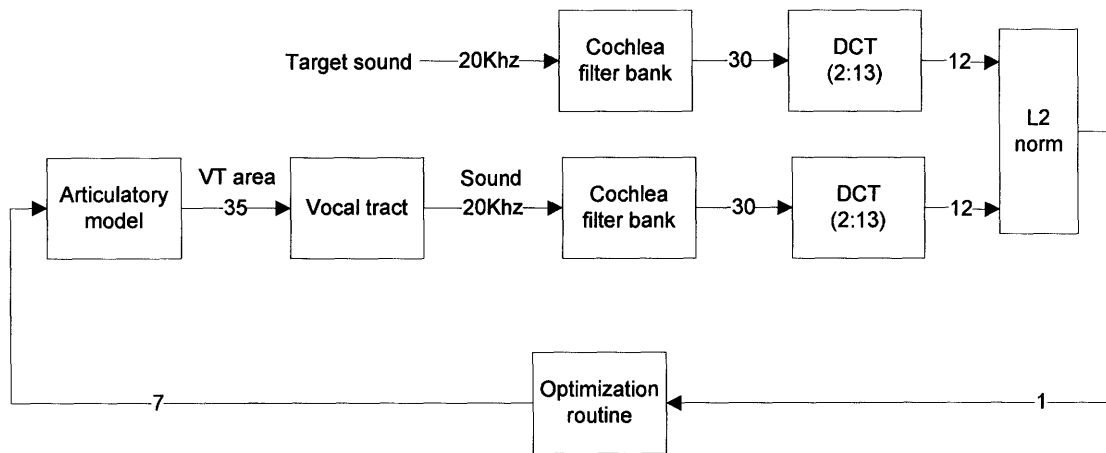 Target sound
20Khz
Cochlea
filter bank
30
DCT
(2:13)
12
L2
norm
Articulatory
model
VT area
35
Vocal tract
Sound
20Khz
Cochlea
filter bank
30
DCT
(2:13)
12
7
Optimization
routine
1